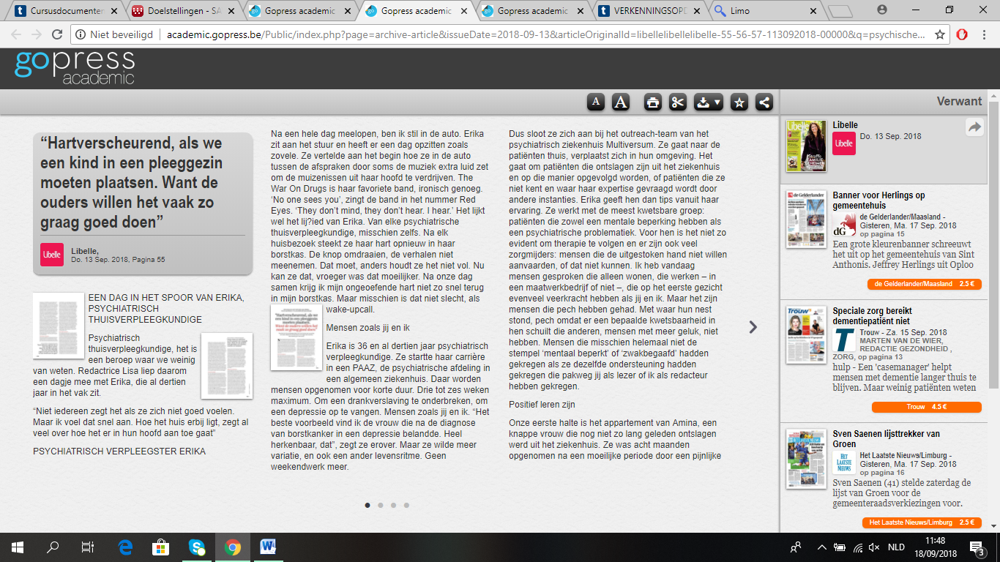 Cursusdocumenten
Doelstellingen - SA
Gopress academic
Gopress academic
Gopress academic
VERKENNINGSOPD
Limo
Niet beveiligd
academic.gopress.be/Public/index.php?page=archive-article&issueDate=2018-09-13&articleOriginalId=libellelibellelibelle-55-56-57-113092018-00000&q=psychische...
gopress
academic
A A
Verwant
“Hartverscheurend, als we
een kind in een pleeggezin
moeten plaatsen. Want de
ouders willen het vaak zo
graag goed doen”
Libelle
Libelle,
Do. 13 Sep. 2018, Pagina 55
EEN DAG IN HET SPOOR VAN ERIKA,
PSYCHIATRISCH
THUISVERPLEEGKUNDIGE
Psychiatrisch
thuisverpleegkundige, het is
een beroep waar we weinig
van weten. Redactrice Lisa liep daarom
een dagje mee met Erika, die al dertien
jaar in het vak zit.
“Niet iedereen zegt het als ze zich niet goed voelen.
Maar ik voel dat snel aan. Hoe het huis erbij ligt, zegt al
veel over hoe het er in hun hoofd aan toe gaat”
PSYCHIATRISCH VERPLEEGSTER ERIKA
Na een hele dag meelopen, ben ik stil in de auto. Erika
zit aan het stuur en heeft er een dag opzitten zoals
zovele. Ze vertelde aan het begin hoe ze in de auto
tussen de afspraken door soms de muziek extra luid zet
om de muizenissen uit haar hoofd te verdrijven. The
War On Drugs is haar favoriete band, ironisch genoeg.
‘No one sees you’, zingt de band in het nummer Red
Eyes. ‘They don’t mind, they don’t hear. I hear.’ Het lijkt
wel het lij?ied van Erika. Van elke psychiatrische
thuisverpleegkundige, misschien zelfs. Na elk
huisbezoek steekt ze haar hart opnieuw in haar
borstkas. De knop omdraaien, de verhalen niet
meenemen. Dat moet, anders houdt ze het niet vol. Nu
kan ze dat, vroeger was dat moeilijker. Na onze dag
samen krijg ik mijn ongeoefende hart niet zo snel terug
in mijn borstkas. Maar misschien is dat niet slecht, als
wake-upcall.
Mensen zoals jij en ik
Erika is 36 en al dertien jaar psychiatrisch
verpleegkundige. Ze startte haar carrière
in een PAAZ, de psychiatrische afdeling in
een algemeen ziekenhuis. Daar worden
mensen opgenomen voor korte duur. Drie tot zes weken
maximum. Om een drankverslaving te onderbreken, om
een depressie op te vangen. Mensen zoals jij en ik. “Het
beste voorbeeld vind ik de vrouw die na de diagnose
van borstkanker in een depressie belandde. Heel
herkenbaar, dat”, zegt ze erover. Maar ze wilde meer
variatie, en ook een ander levensritme. Geen
weekendwerk meer.
Dus sloot ze zich aan bij het outreach-team van het
psychiatrisch ziekenhuis Multiversum. Ze gaat naar de
patiënten thuis, verplaatst zich in hun omgeving. Het
gaat om patiënten die ontslagen zijn uit het ziekenhuis
en op die manier opgevolgd worden, of patiënten die ze
niet kent en waar haar expertise gevraagd wordt door
andere instanties. Erika geeft hen dan tips vanuit haar
ervaring. Ze werkt met de meest kwetsbare groep:
patiënten die zowel een mentale beperking hebben als
een psychiatrische problematiek. Voor hen is het niet zo
evident om therapie te volgen en er zijn ook veel
zorgmijders: mensen die de uitgestoken hand niet willen
aanvaarden, of dat niet kunnen. Ik heb vandaag
mensen gesproken die alleen wonen, die werken – in
een maatwerkbedrijf of niet –, die op het eerste gezicht
evenveel veerkracht hebben als jij en ik. Maar het zijn
mensen die pech hebben gehad. Met waar hun nest
stond, pech omdat er een bepaalde kwetsbaarheid in
hen schuilt die anderen, mensen met meer geluk, niet
hebben. Mensen die misschien helemaal niet de
stempel ‘mentaal beperkt’ of ‘zwakbegaafd’ hadden
gekregen als ze dezelfde ondersteuning hadden
gekregen die pakweg jij als lezer of ik als redacteur
hebben gekregen.
Positief leren zijn
Onze eerste halte is het appartement van Amina, een
knappe vrouw die nog niet zo lang geleden ontslagen
werd uit het ziekenhuis. Ze was acht maanden
opgenomen na een moeilijke periode door een pijnlijke
Libelle
Do. 13 Sep. 2018
Banner voor Herlings op
gemeentehuis
de Gelderlander/Maasland -
Gisteren, Ma. 17 Sep. 2018
op pagina 15
Een grote kleurenbanner schreeuwt
het uit op het gemeentehuis van Sint
Anthonis. Jeffrey Herlings uit Oploo
de Gelderlander/Maasland 2.5 €
Speciale zorg bereikt
dementiepatiënt niet
Trouw - Za. 15 Sep. 2018
MARTEN VAN DE WIER,
REDACTIE GEZONDHEID ,
ZORG, op pagina 13
hulp - Een 'casemanager' helpt
mensen met dementie langer thuis te
blijven. Maar weinig patiënten weten
Trouw 4.5 €
Sven Saenen lijsttrekker van
Groen
Het Laatste Nieuws/Limburg -
Gisteren, Ma. 17 Sep. 2018
op pagina 16
Sven Saenen (41) stelde zaterdag de
lijst van Groen voor de
gemeenteraadsverkiezingen voor.
Het Laatste Nieuws/Limburg 2.5 €
NLD
11:48
18/09/2018
3